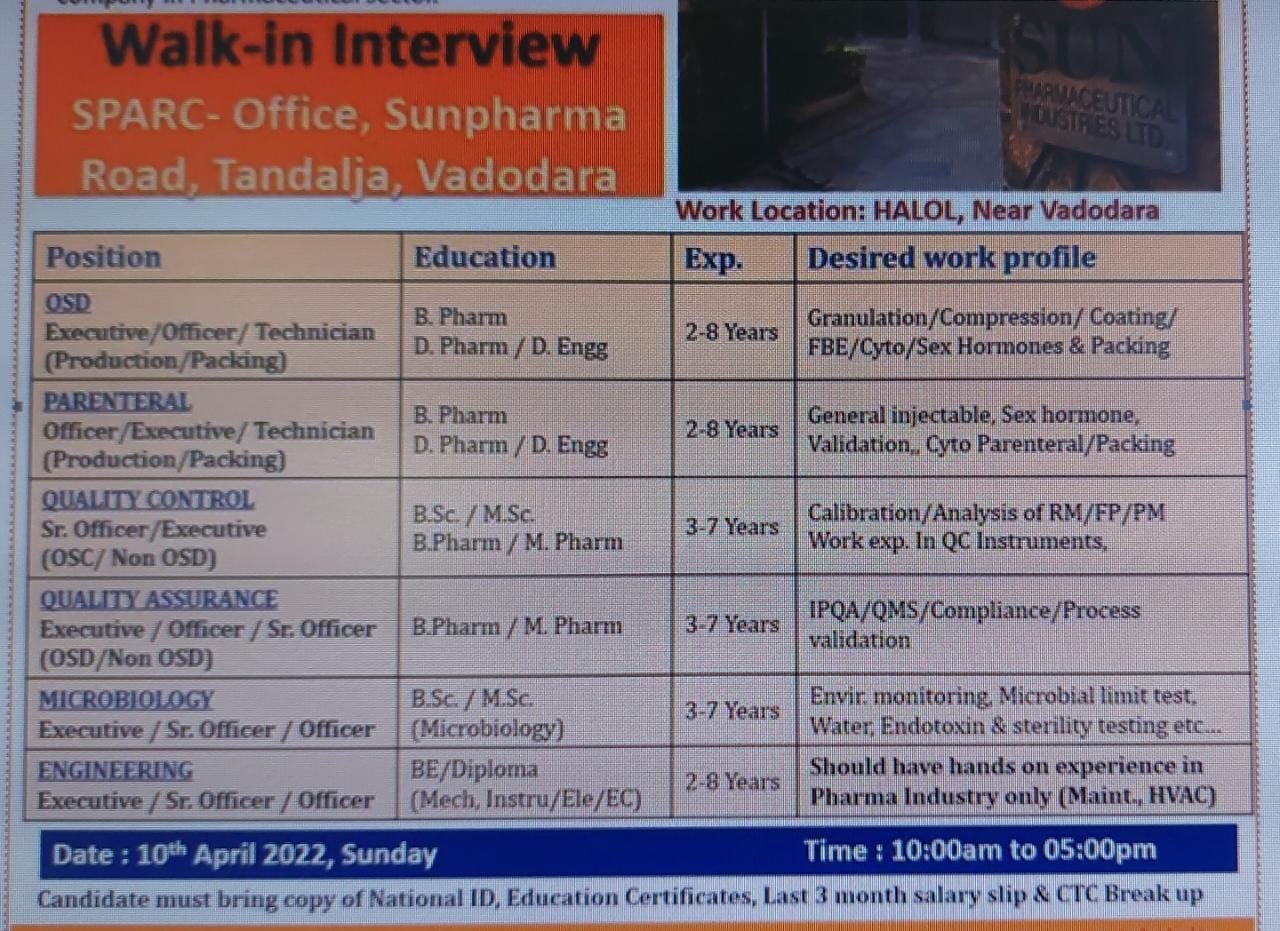 Company in Pharmaceutical sector.
Walk-in Interview
SPARC- Office, Sunpharma
Road, Tandalja, Vadodara
SUN
PHARMACEUTICAL
INDUSTRIES LTD.
Work Location: HALOL, Near Vadodara
Position Education Exp. Desired work profile
OSD
Executive/Officer/ Technician
(Production/Packing)
B. Pharm
D. Pharm / D. Engg
2-8 Years
Granulation/Compression/ Coating/
FBE/Cyto/Sex Hormones & Packing
PARENTERAL
Officer/Executive/ Technician
(Production/Packing)
B. Pharm
D. Pharm / D. Engg
2-8 Years
General injectable, Sex hormone,
Validation,, Cyto Parenteral/Packing
QUALITY CONTROL
Sr. Officer/Executive
(OSC/ Non OSD)
B.Sc. / M.Sc.
B.Pharm / M. Pharm
3-7 Years
Calibration/Analysis of RM/FP/PM
Work exp. In QC Instruments,
QUALITY ASSURANCE
Executive / Officer / Sr. Officer
(OSD/Non OSD)
B.Pharm / M. Pharm
3-7 Years
IPQA/QMS/Compliance/Process
validation
MICROBIOLOGY
Executive / Sr. Officer / Officer
B.Sc. / M.Sc.
(Microbiology)
3-7 Years
Envir. monitoring, Microbial limit test,
Water, Endotoxin & sterility testing etc...
ENGINEERING
Executive / Sr. Officer / Officer
BE/Diploma
(Mech, Instru/Ele/EC)
2-8 Years
Should have hands on experience in
Pharma Industry only (Maint., HVAC)
Date : 10th April 2022, Sunday
Time : 10:00am to 05:00pm
Candidate must bring copy of National ID, Education Certificates, Last 3 month salary slip & CTC Break up